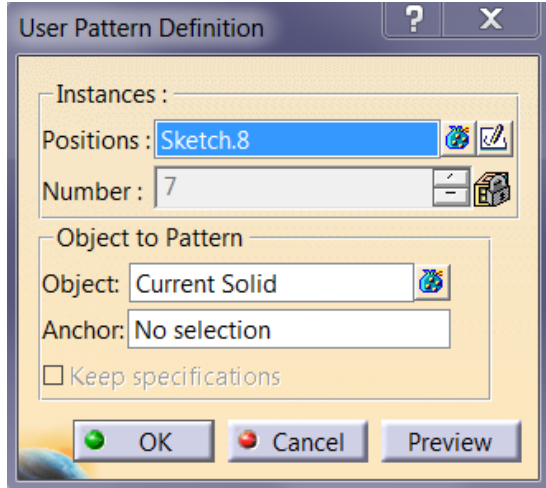 User Pattern Definition
? X
Instances :
Positions : Sketch.8
Number : 7
Object to Pattern
Object: Current Solid
Anchor: No selection
Keep specifications
OK Cancel Preview